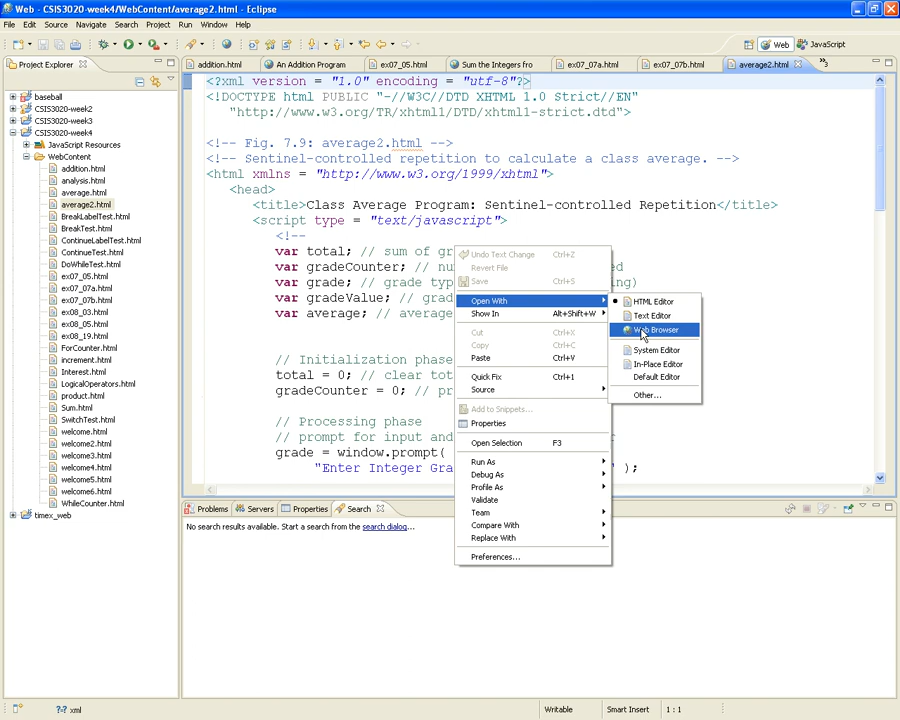 Web - CSIS3020-week4/WebContent/average2.html - Eclipse
File Edit Source Navigate Search Project Run Window Help
Web JavaScript
Project Explorer
addition.html An Addition Program ex07_05.html Sum the Integers fro ex07_07a.html ex07_07b.html average2.html »3
baseball
CSIS3020-week2
CSIS3020-week3
CSIS3020-week4
JavaScript Resources
WebContent
addition.html
analysis.html
average.html
average2.html
BreakLabelTest.html
BreakTest.html
ContinueLabelTest.html
ContinueTest.html
DoWhileTest.html
ex07_05.html
ex07_07a.html
ex07_07b.html
ex08_03.html
ex08_05.html
ex08_19.html
ForCounter.html
increment.html
Interest.html
LogicalOperators.html
product.html
Sum.html
SwitchTest.html
welcome.html
welcome2.html
welcome3.html
welcome4.html
welcome5.html
welcome6.html
WhileCounter.html
timex_web
<?xml version = "1.0" encoding = "utf-8"?>
<!DOCTYPE html PUBLIC "-//W3C//DTD XHTML 1.0 Strict//EN"
"http://www.w3.org/TR/xhtml1/DTD/xhtml1-strict.dtd">
<!-- Fig. 7.9: average2.html -->
<!-- Sentinel-controlled repetition to calculate a class average. -->
<html xmlns = "http://www.w3.org/1999/xhtml">
<head>
<title>Class Average Program: Sentinel-controlled Repetition</title>
<script type = "text/javascript">
<!--
var total; // sum of gr
var gradeCounter; // nu ed
var grade; // grade typ ing)
var gradeValue; // grad
var average; // average
// Initialization phase
total = 0; // clear tot
gradeCounter = 0; // pr
// Processing phase
// prompt for input and r
grade = window.prompt(
"Enter Integer Gra " );
Undo Text Change Ctrl+Z
Revert File
Save Ctrl+S
Open With
Show In Alt+Shift+W
Cut Ctrl+X
Copy Ctrl+C
Paste Ctrl+V
Quick Fix Ctrl+1
Source
Add to Snippets...
Properties
Open Selection F3
Run As
Debug As
Profile As
Validate
Team
Compare With
Replace With
Preferences...
HTML Editor
Text Editor
Web Browser
System Editor
In-Place Editor
Default Editor
Other...
Problems Servers Properties Search
No search results available. Start a search from the search dialog...
?-? xml Writable Smart Insert 1 : 1